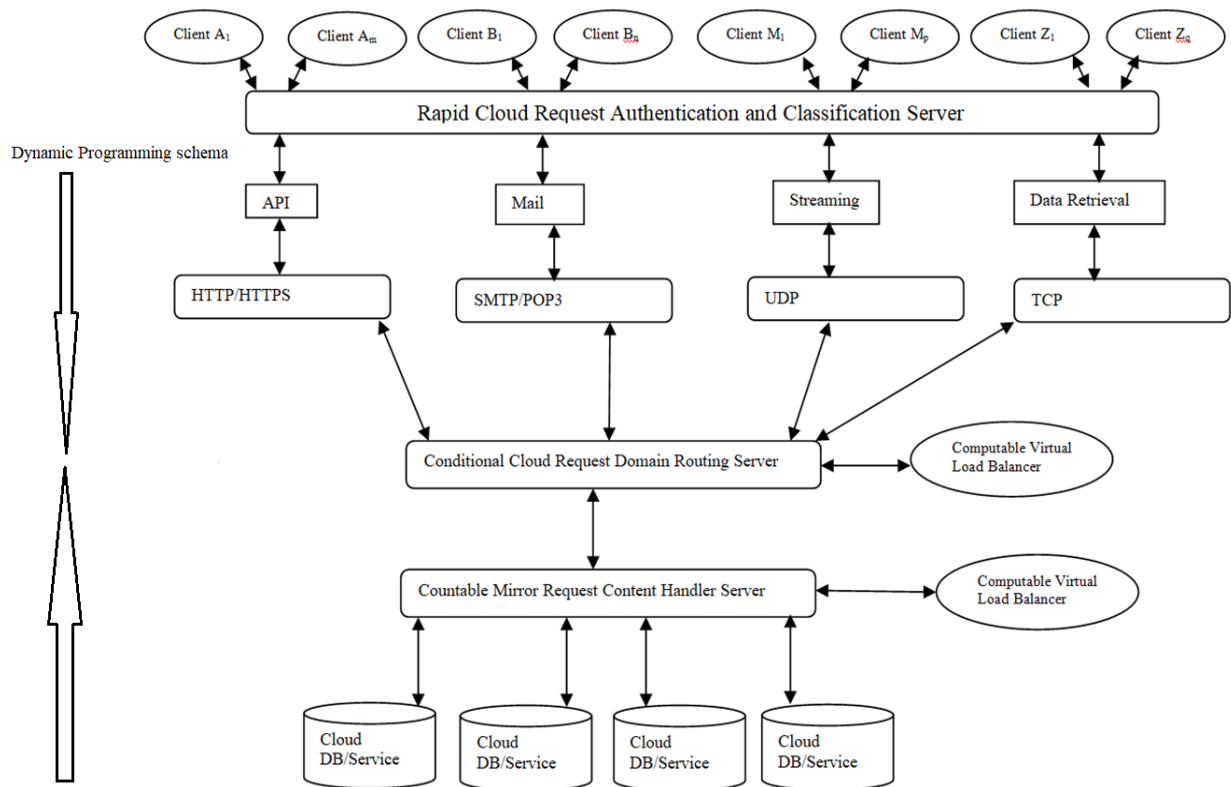 Client A₁
Client Aₘ
Client B₁
Client Bₙ
Client M₁
Client Mₚ
Client Z₁
Client Z_q
Rapid Cloud Request Authentication and Classification Server
Dynamic Programming schema
API
Mail
Streaming
Data Retrieval
HTTP/HTTPS
SMTP/POP3
UDP
TCP
Conditional Cloud Request Domain Routing Server
Computable Virtual
Load Balancer
Countable Mirror Request Content Handler Server
Computable Virtual
Load Balancer
Cloud
DB/Service
Cloud
DB/Service
Cloud
DB/Service
Cloud
DB/Service